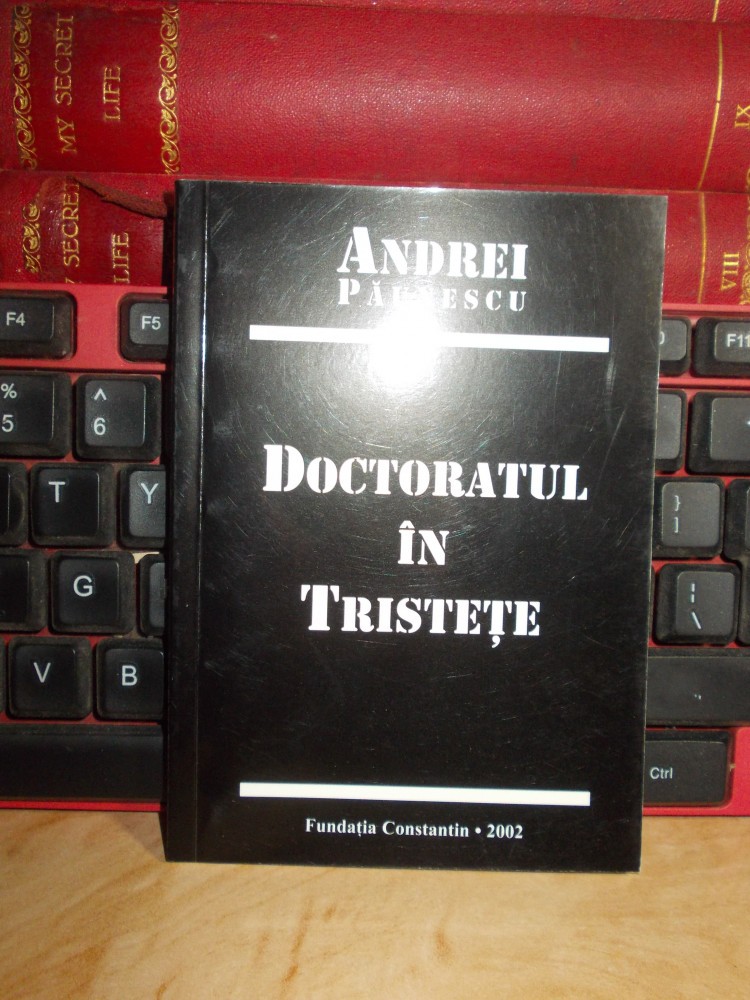 MY SECRET
LIFE
IX
MY SECRET
LIFE
VIII
F4
F5
F11
%
5
^
6
T
Y
}
]
G
¦
\
V
B
Ctrl
ANDREI
DOCTORATUL
ÎN
TRISTEȚE
Fundația Constantin • 2002